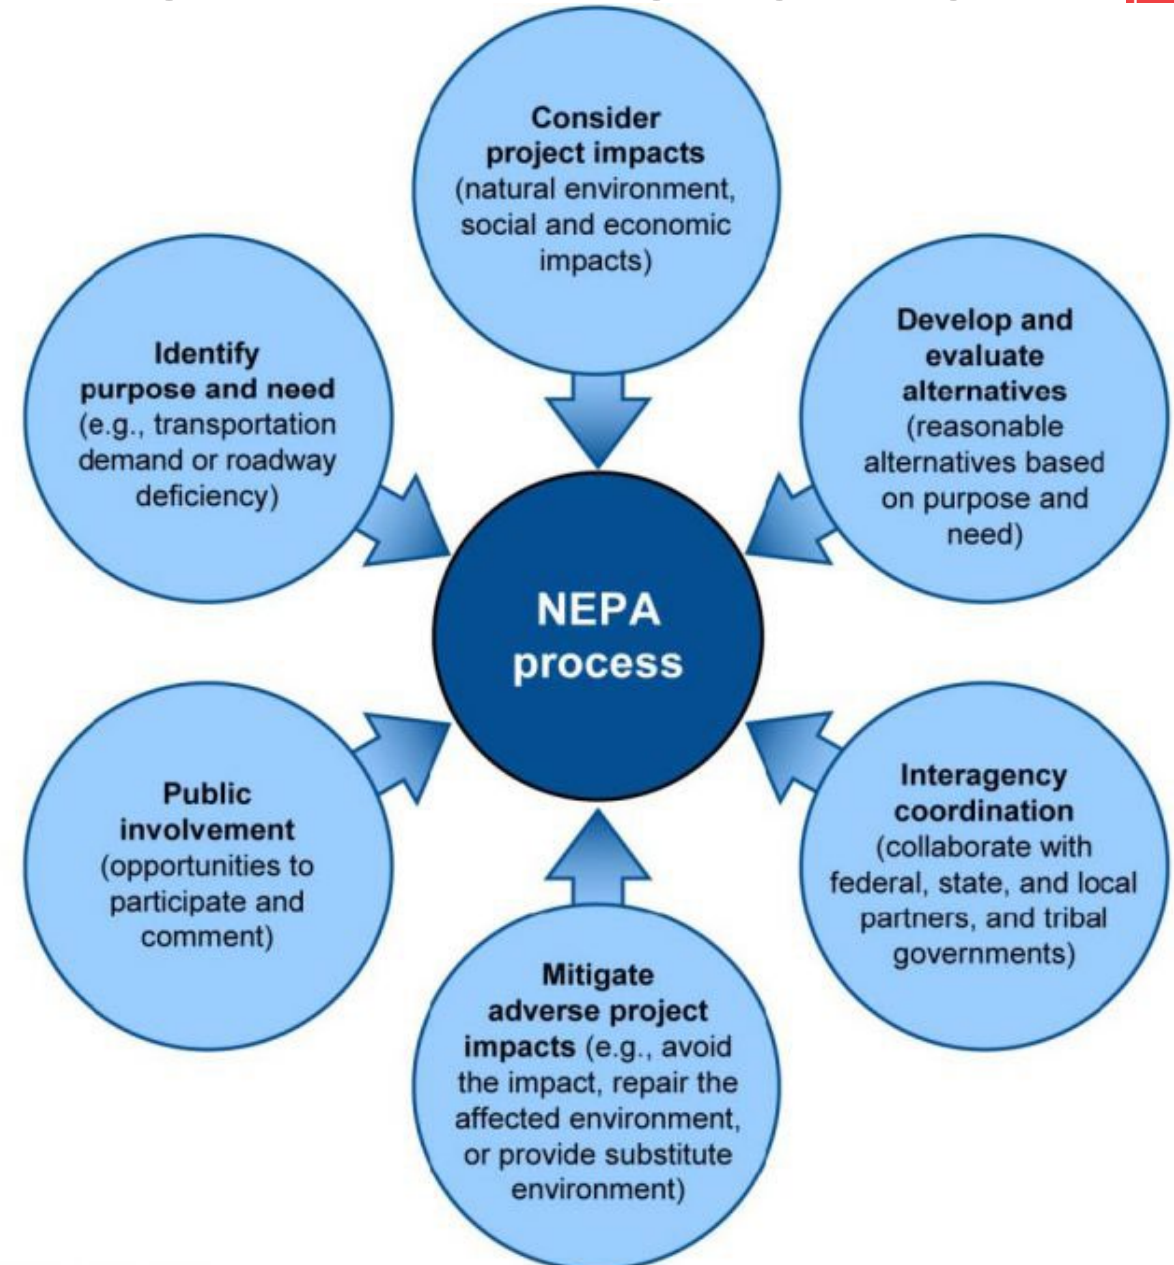 Consider
project impacts
(natural environment,
social and economic
impacts)
Identify
purpose and need
(e.g., transportation
demand or roadway
deficiency)
Develop and
evaluate
alternatives
(reasonable
alternatives based
on purpose and
need)
NEPA
process
Public
involvement
(opportunities to
participate and
comment)
Interagency
coordination
(collaborate with
federal, state, and local
partners, and tribal
governments)
Mitigate
adverse project
impacts (e.g., avoid
the impact, repair the
affected environment,
or provide substitute
environment)